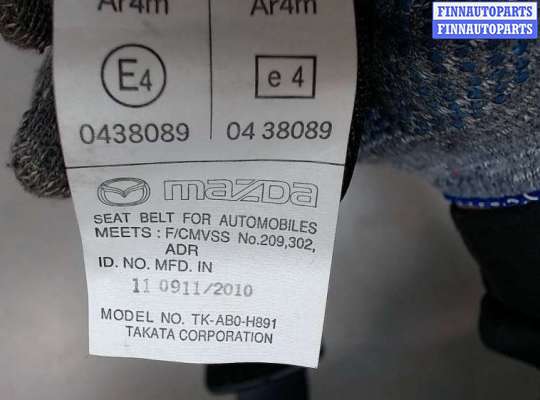 FINNAUTOPARTS
FINNAUTOPARTS
FINNAUTOPARTS
Ar4m Ar4m
E4 e 4
0438089 04 38089
mazda
SEAT BELT FOR AUTOMOBILES
MEETS : F/CMVSS No.209,302,
ADR
ID. NO. MFD. IN
11 0911/2010
MODEL NO. TK-AB0-H891
TAKATA CORPORATION